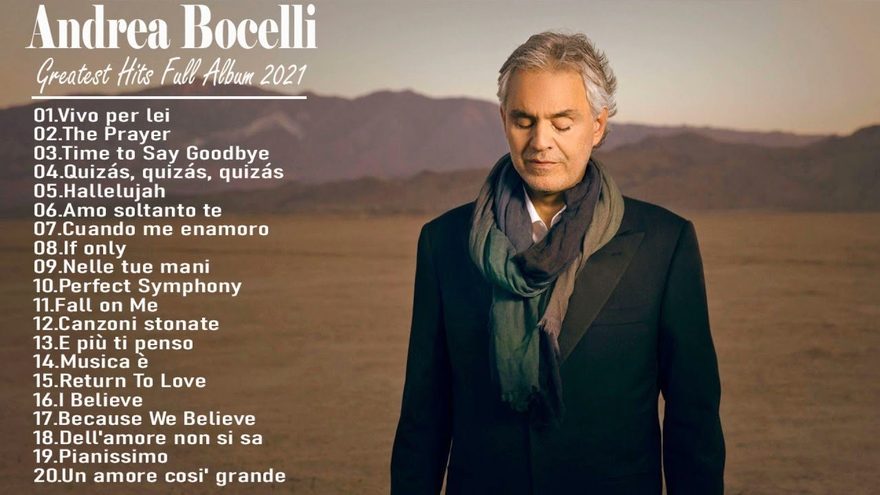 Andrea Bocelli
Greatest Hits Full Album 2021
01.Vivo per lei
02.The Prayer
03.Time to Say Goodbye
04.Quizás, quizás, quizás
05.Hallelujah
06.Amo soltanto te
07.Cuando me enamoro
08.If only
09.Nelle tue mani
10.Perfect Symphony
11.Fall on Me
12.Canzoni stonate
13.E più ti penso
14.Musica è
15.Return To Love
16.I Believe
17.Because We Believe
18.Dell'amore non si sa
19.Pianissimo
20.Un amore cosi' grande